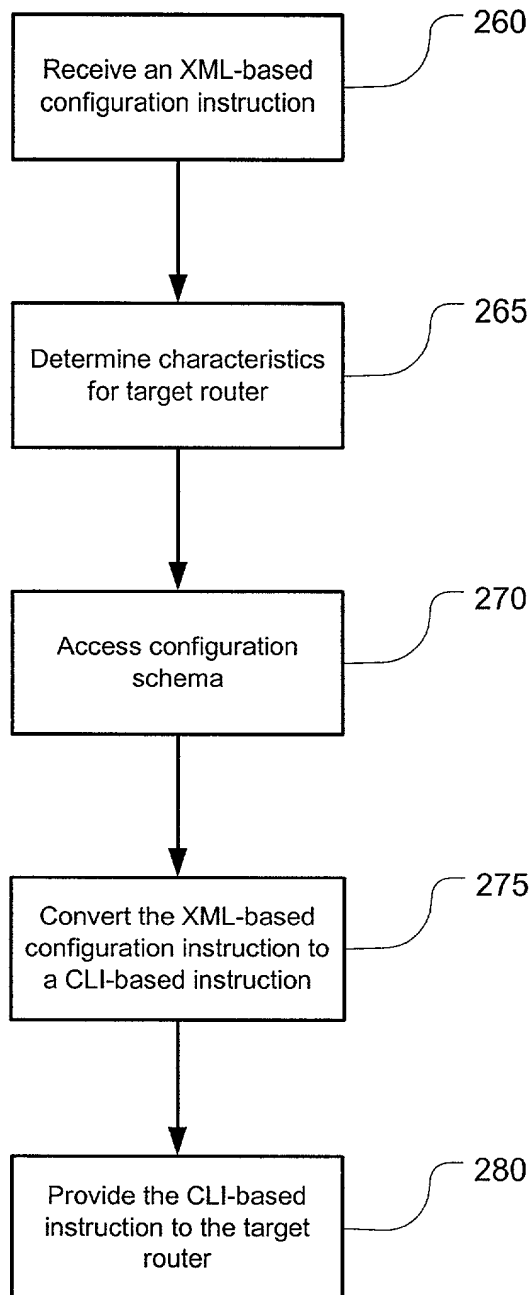 260
Receive an XML-based
configuration instruction
265
Determine characteristics
for target router
270
Access configuration
schema
275
Convert the XML-based
configuration instruction to
a CLI-based instruction
280
Provide the CLI-based
instruction to the target
router